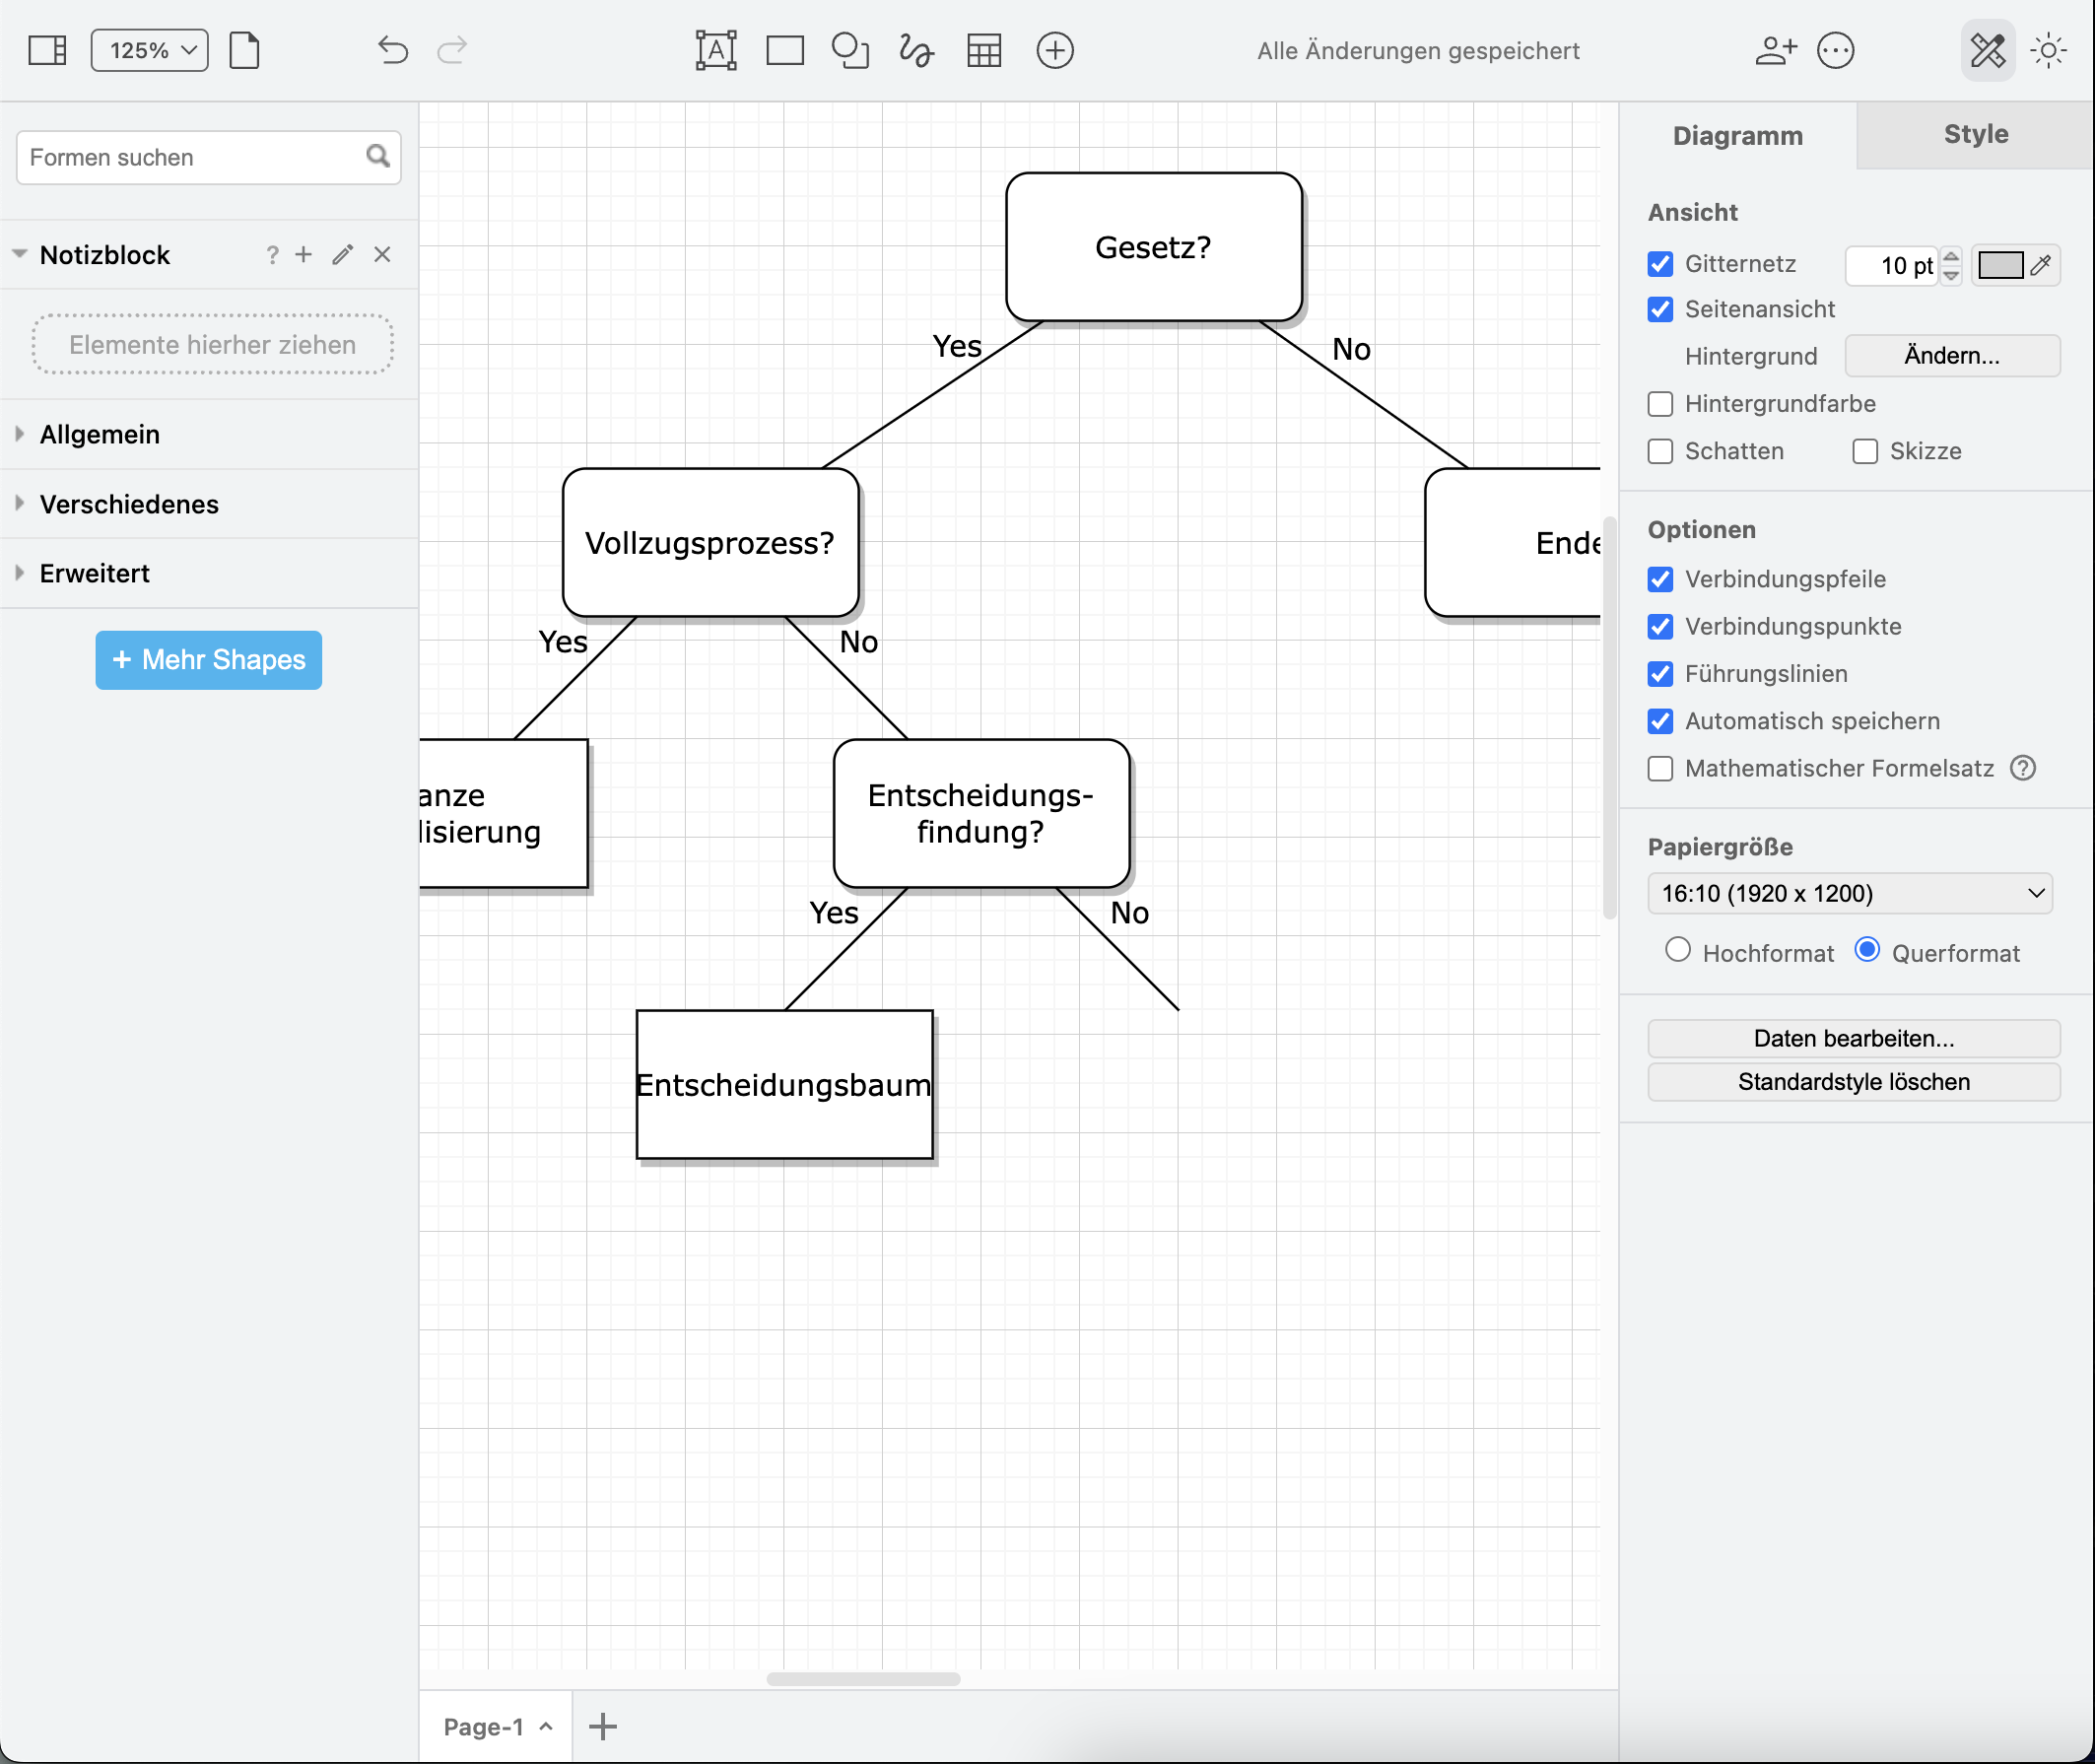 125%
Alle Änderungen gespeichert
Formen suchen
Notizblock
?
Elemente hierher ziehen
Allgemein
Verschiedenes
Erweitert
+ Mehr Shapes
Gesetz?
Yes
No
Vollzugsprozess?
Ende
Yes
No
anze
lisierung
Entscheidungs-
findung?
Yes
No
Entscheidungsbaum
Page-1
Diagramm
Style
Ansicht
Gitternetz
10 pt
Seitenansicht
Hintergrund
Ändern...
Hintergrundfarbe
Schatten
Skizze
Optionen
Verbindungspfeile
Verbindungspunkte
Führungslinien
Automatisch speichern
Mathematischer Formelsatz ?
Papiergröße
16:10 (1920 x 1200)
Hochformat
Querformat
Daten bearbeiten...
Standardstyle löschen